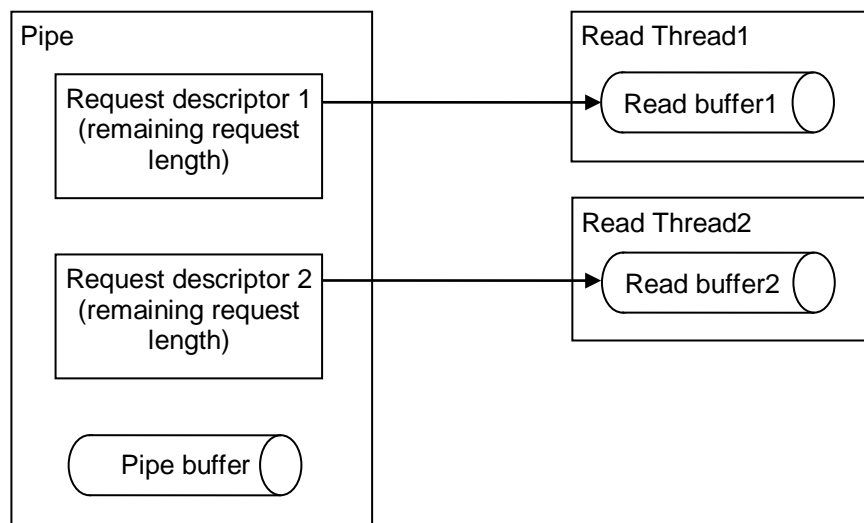 Pipe
Request descriptor 1
(remaining request
length)
Request descriptor 2
(remaining request
length)
Pipe buffer
Read Thread1
Read buffer1
Read Thread2
Read buffer2